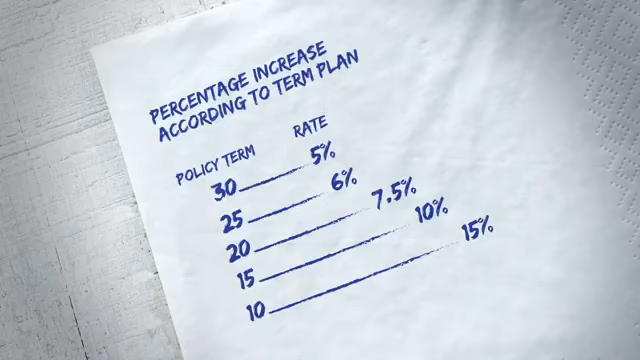 PERCENTAGE INCREASE
ACCORDING TO TERM PLAN
POLICY TERM RATE
30 5%
25 6%
20 7.5%
15 10%
10 15%